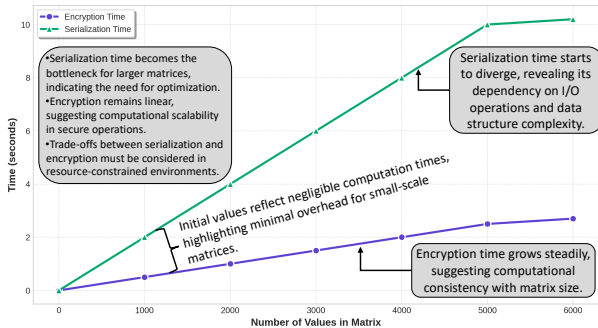 Encryption Time
Serialization Time
•Serialization time becomes the
bottleneck for larger matrices,
indicating the need for optimization.
•Encryption remains linear,
suggesting computational scalability
in secure operations.
•Trade-offs between serialization and
encryption must be considered in
resource-constrained environments.
Serialization time starts
to diverge, revealing its
dependency on I/O
operations and data
structure complexity.
Initial values reflect negligible computation times,
highlighting minimal overhead for small-scale
matrices.
Encryption time grows steadily,
suggesting computational
consistency with matrix size.
Time (seconds)
10
8
6
4
2
0
0 1000 2000 3000 4000 5000 6000
Number of Values in Matrix